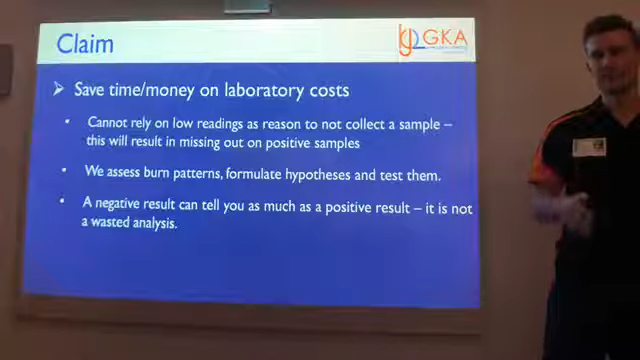 Claim
GKA
➤ Save time/money on laboratory costs
• Cannot rely on low readings as reason to not collect a sample –
this will result in missing out on positive samples
• We assess burn patterns, formulate hypotheses and test them.
• A negative result can tell you as much as a positive result – it is not
a wasted analysis.